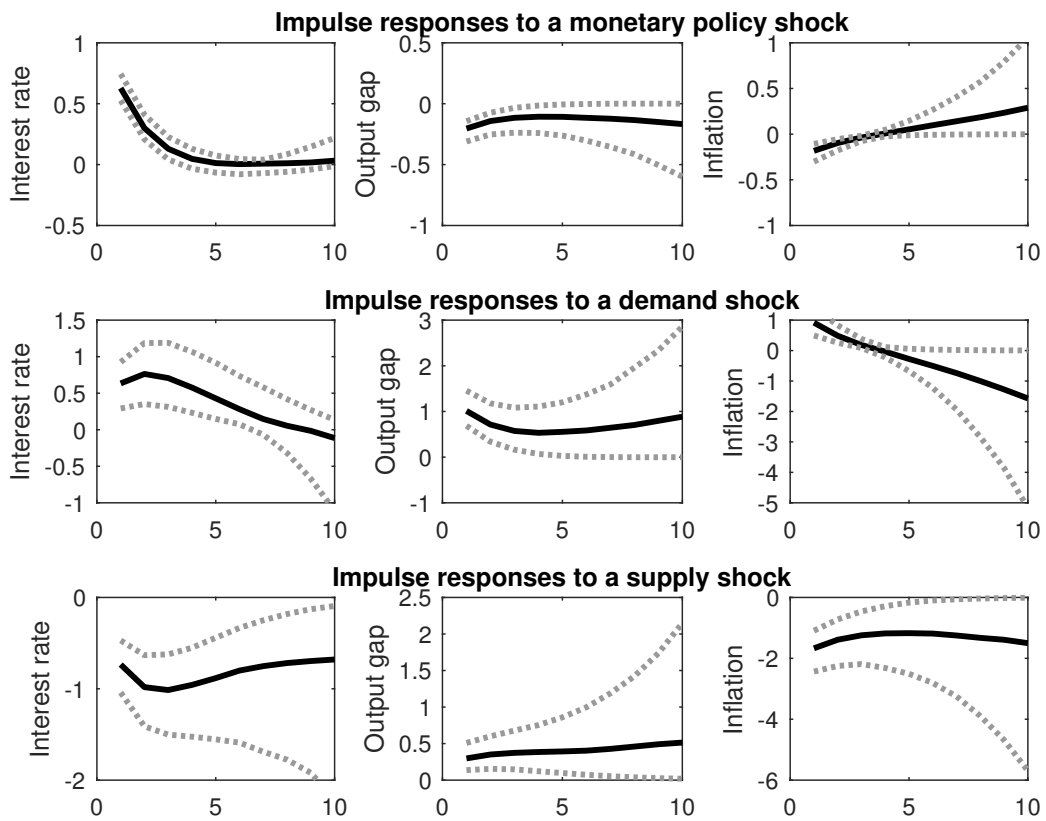 Impulse responses to a monetary policy shock
Interest rate
1
0.5
0
-0.5
0 5 10
Output gap
0.5
0
-0.5
-1
0 5 10
Inflation
1
0.5
0
-0.5
-1
0 5 10
Impulse responses to a demand shock
Interest rate
1.5
1
0.5
0
-0.5
-1
0 5 10
Output gap
3
2
1
0
-1
0 5 10
Inflation
1
0
-1
-2
-3
-4
-5
0 5 10
Impulse responses to a supply shock
Interest rate
0
-1
-2
0 5 10
Output gap
2.5
2
1.5
1
0.5
0
0 5 10
Inflation
0
-2
-4
-6
0 5 10